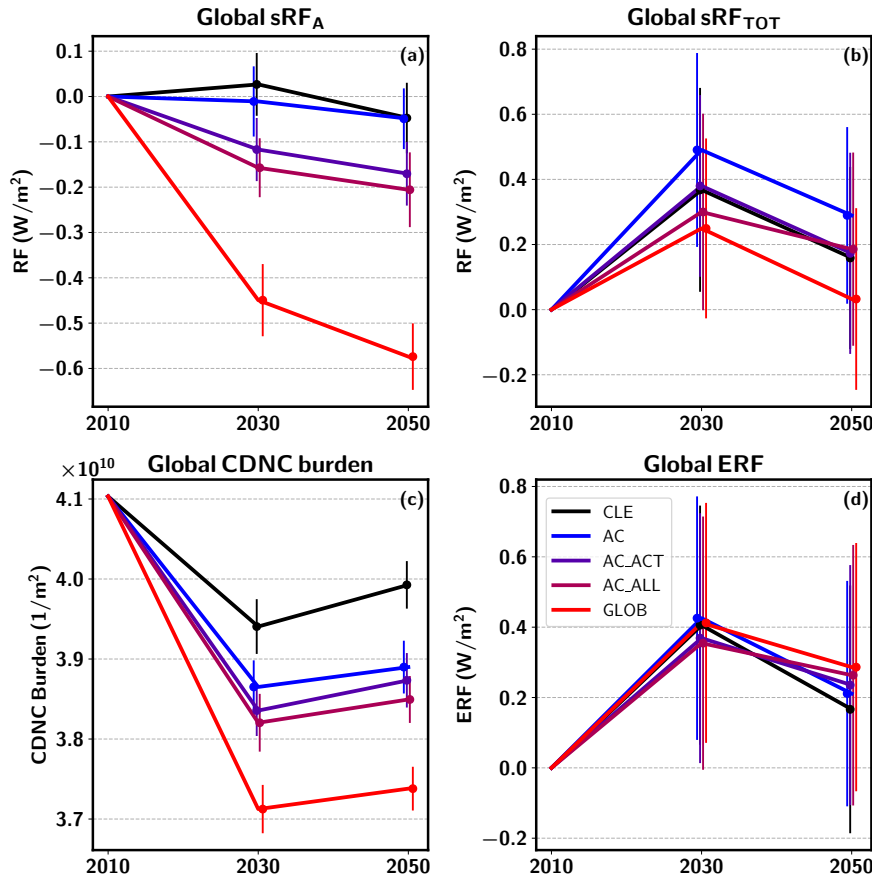 Global sRF_A
(a)
RF (W/m²)
0.1
0.0
−0.1
−0.2
−0.3
−0.4
−0.5
−0.6
2010 2030 2050
Global sRF_TOT
(b)
RF (W/m²)
0.8
0.6
0.4
0.2
0.0
−0.2
2010 2030 2050
×10¹⁰
Global CDNC burden
(c)
CDNC Burden (1/m²)
4.1
4.0
3.9
3.8
3.7
2010 2030 2050
Global ERF
(d)
ERF (W/m²)
0.8
0.6
0.4
0.2
0.0
−0.2
CLE
AC
AC_ACT
AC_ALL
GLOB
2010 2030 2050